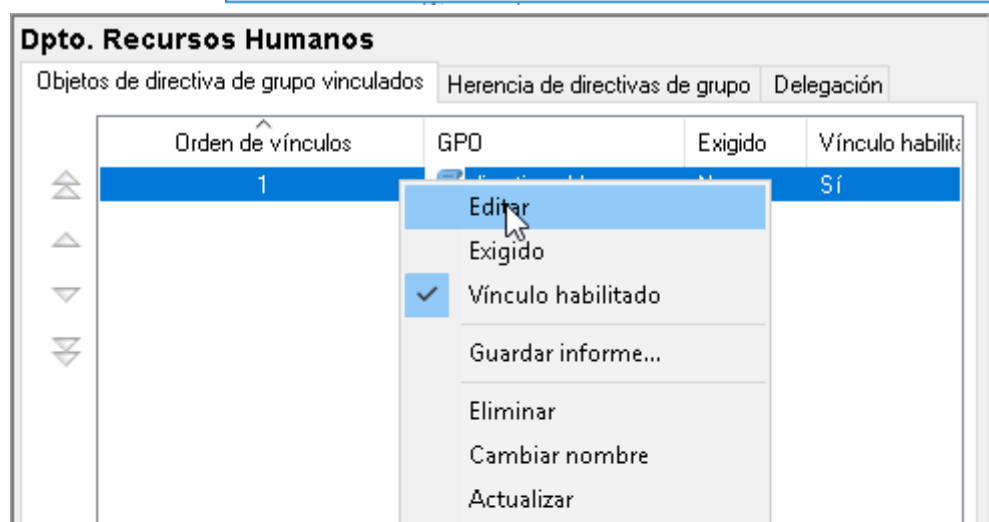 Dpto. Recursos Humanos
Objetos de directiva de grupo vinculados Herencia de directivas de grupo Delegación
Orden de vínculos GPO Exigido Vínculo habilita
1 Sí
Editar
Exigido
Vínculo habilitado
Guardar informe...
Eliminar
Cambiar nombre
Actualizar